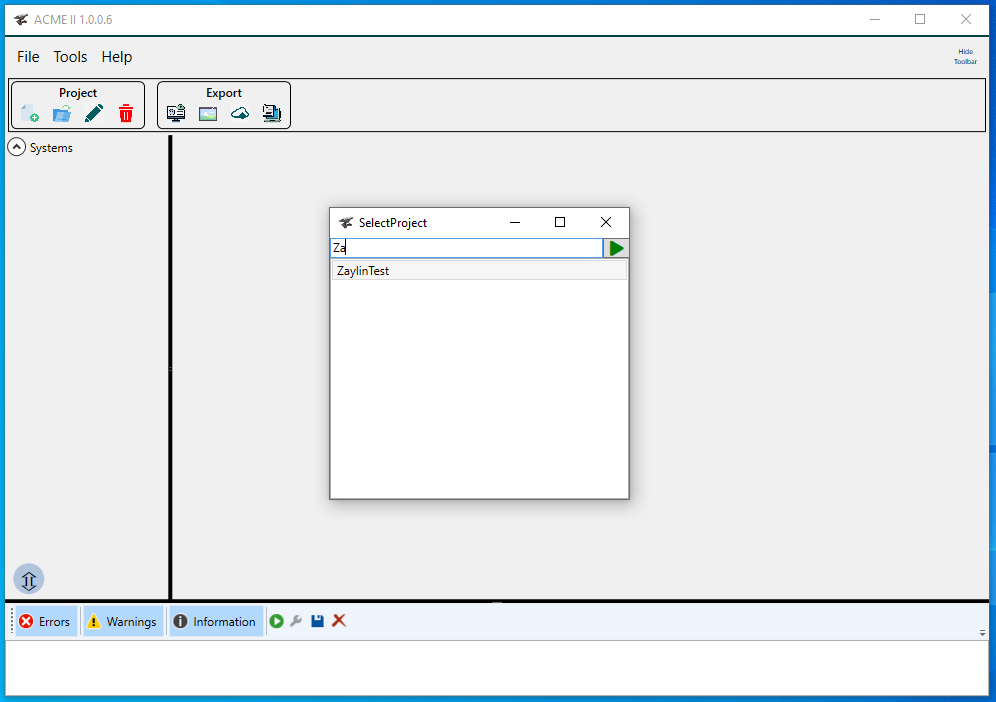 ACME II 1.0.0.6
File Tools Help
Hide
Toolbar
Project
Export
Systems
SelectProject
Za
ZaylinTest
Errors Warnings Information